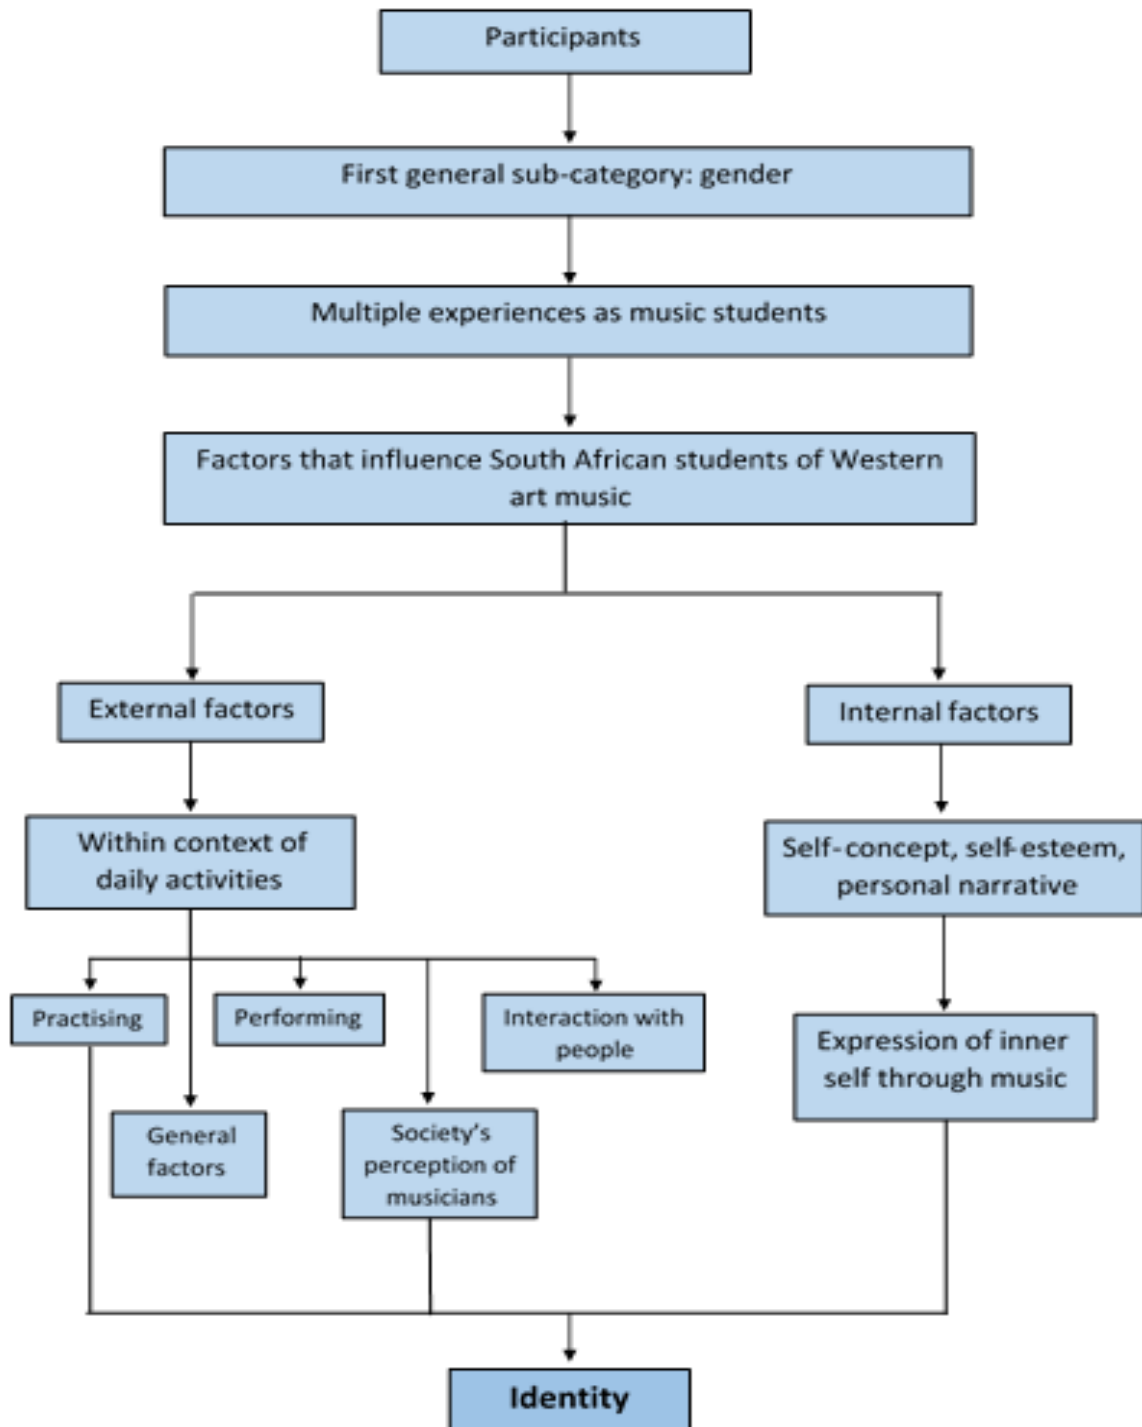 Participants
First general sub-category: gender
Multiple experiences as music students
Factors that influence South African students of Western
art music
External factors
Internal factors
Within context of
daily activities
Self-concept, self-esteem,
personal narrative
Practising
Performing
Interaction with
people
Expression of inner
self through music
General
factors
Society’s
perception of
musicians
Identity